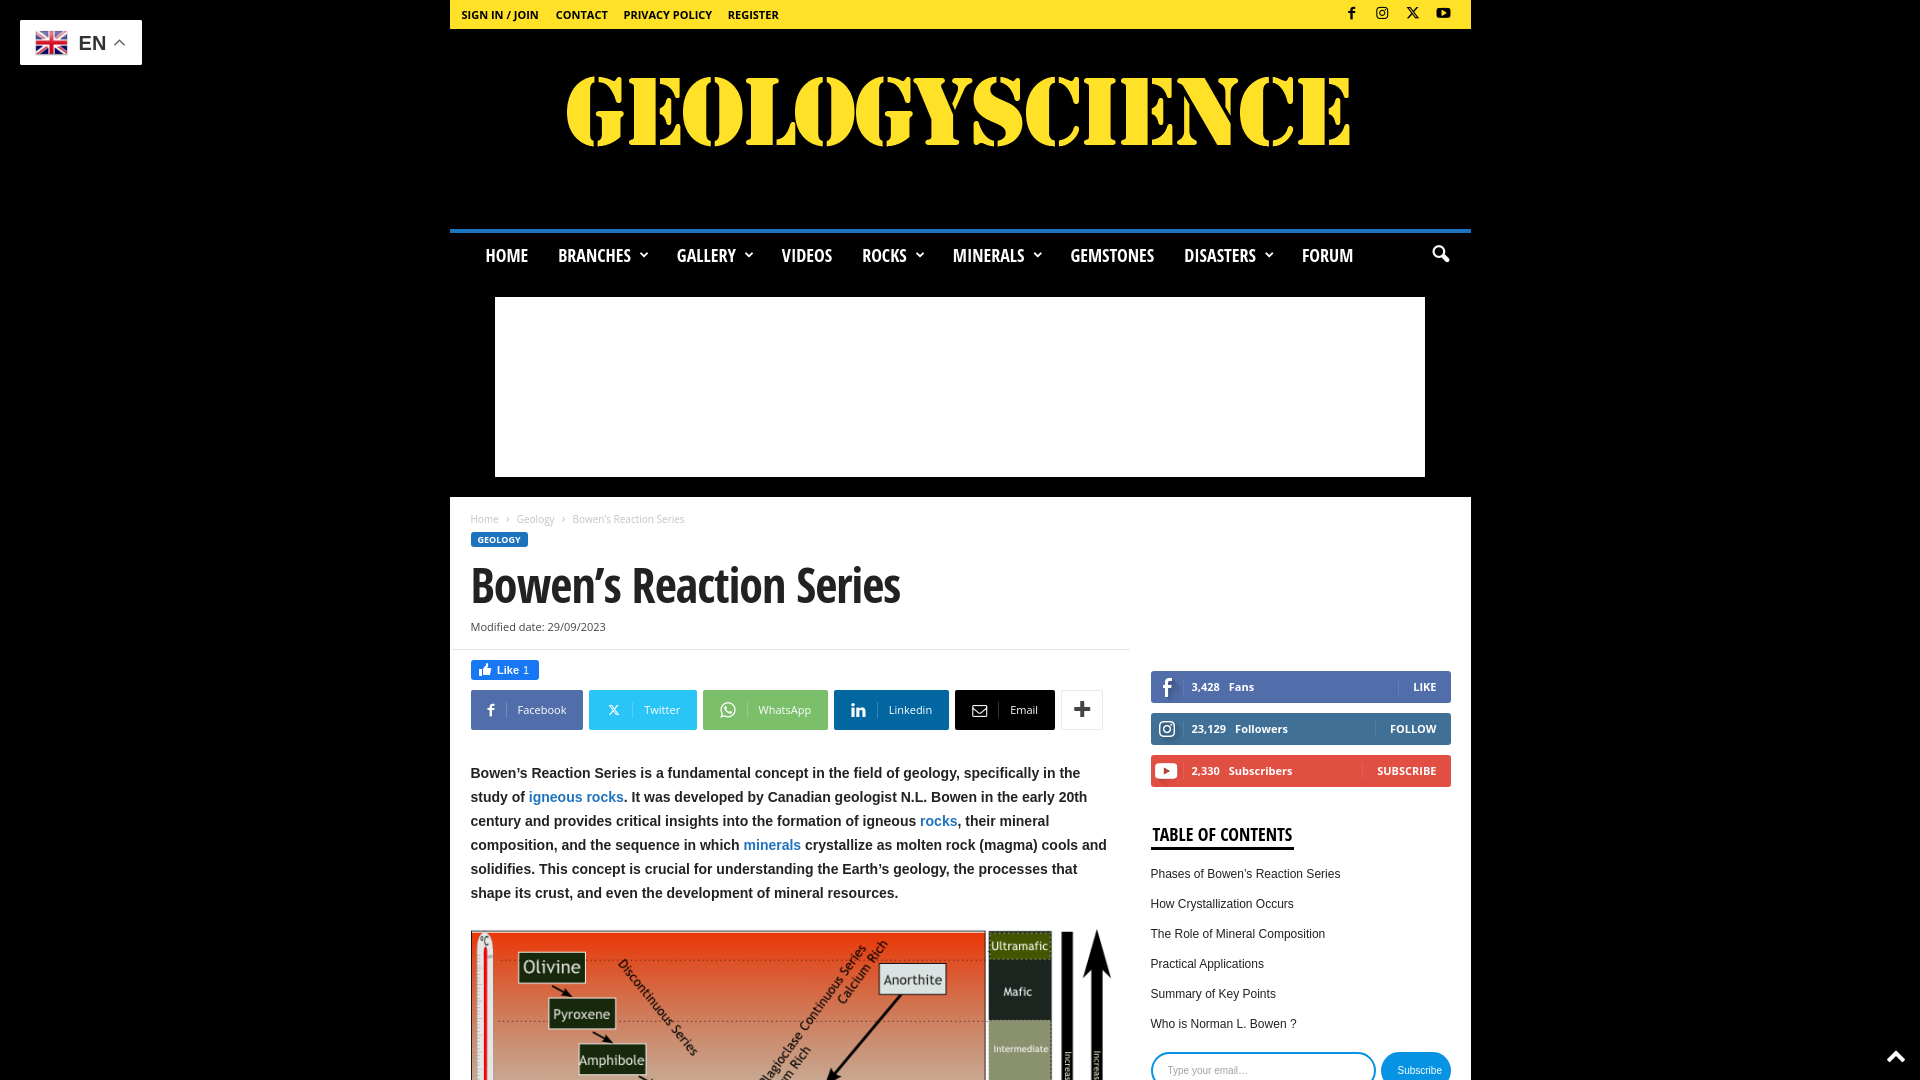 SIGN IN / JOIN CONTACT PRIVACY POLICY REGISTER
EN
GEOLOGYSCIENCE
HOME BRANCHES GALLERY VIDEOS ROCKS MINERALS GEMSTONES DISASTERS FORUM
Home Geology Bowen’s Reaction Series
GEOLOGY
Bowen’s Reaction Series
Modified date: 29/09/2023
Like 1
Facebook Twitter WhatsApp Linkedin Email
Bowen’s Reaction Series is a fundamental concept in the field of geology, specifically in the
study of igneous rocks. It was developed by Canadian geologist N.L. Bowen in the early 20th
century and provides critical insights into the formation of igneous rocks, their mineral
composition, and the sequence in which minerals crystallize as molten rock (magma) cools and
solidifies. This concept is crucial for understanding the Earth’s geology, the processes that
shape its crust, and even the development of mineral resources.
°C
Olivine
Pyroxene
Amphibole
Discontinuous Series
Continuous Series
Calcium Rich
Rich
Anorthite
Ultramafic
Mafic
Intermediate
3,428 Fans LIKE
23,129 Followers FOLLOW
2,330 Subscribers SUBSCRIBE
TABLE OF CONTENTS
Phases of Bowen’s Reaction Series
How Crystallization Occurs
The Role of Mineral Composition
Practical Applications
Summary of Key Points
Who is Norman L. Bowen ?
Type your email…
Subscribe